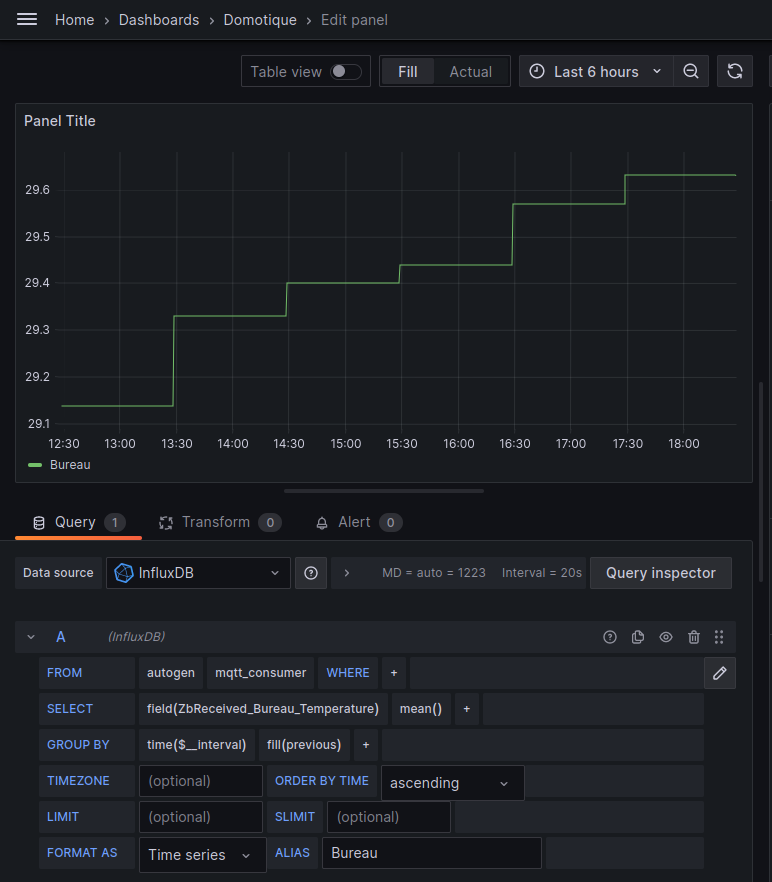 Home › Dashboards › Domotique › Edit panel
Table view Fill Actual Last 6 hours
Panel Title
29.6
29.5
29.4
29.3
29.2
29.1
12:30 13:00 13:30 14:00 14:30 15:00 15:30 16:00 16:30 17:00 17:30 18:00
Bureau
Query 1 Transform 0 Alert 0
Data source InfluxDB MD = auto = 1223 Interval = 20s Query inspector
A (InfluxDB)
FROM autogen mqtt_consumer WHERE +
SELECT field(ZbReceived_Bureau_Temperature) mean() +
GROUP BY time($__interval) fill(previous) +
TIMEZONE (optional) ORDER BY TIME ascending
LIMIT (optional) SLIMIT (optional)
FORMAT AS Time series ALIAS Bureau